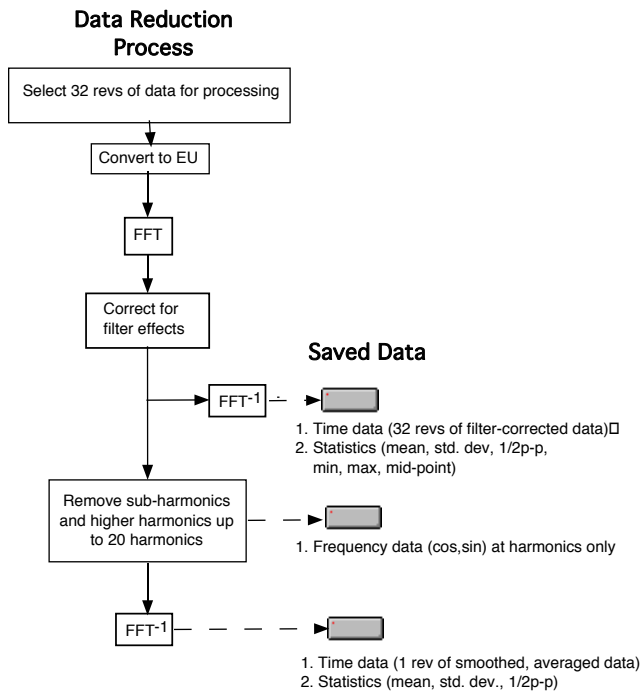 Data Reduction
Process
Select 32 revs of data for processing
Convert to EU
FFT
Correct for
filter effects
Saved Data
FFT-1
1. Time data (32 revs of filter-corrected data)□
2. Statistics (mean, std. dev, 1/2p-p,
min, max, mid-point)
Remove sub-harmonics
and higher harmonics up
to 20 harmonics
1. Frequency data (cos,sin) at harmonics only
FFT-1
1. Time data (1 rev of smoothed, averaged data)
2. Statistics (mean, std. dev., 1/2p-p)